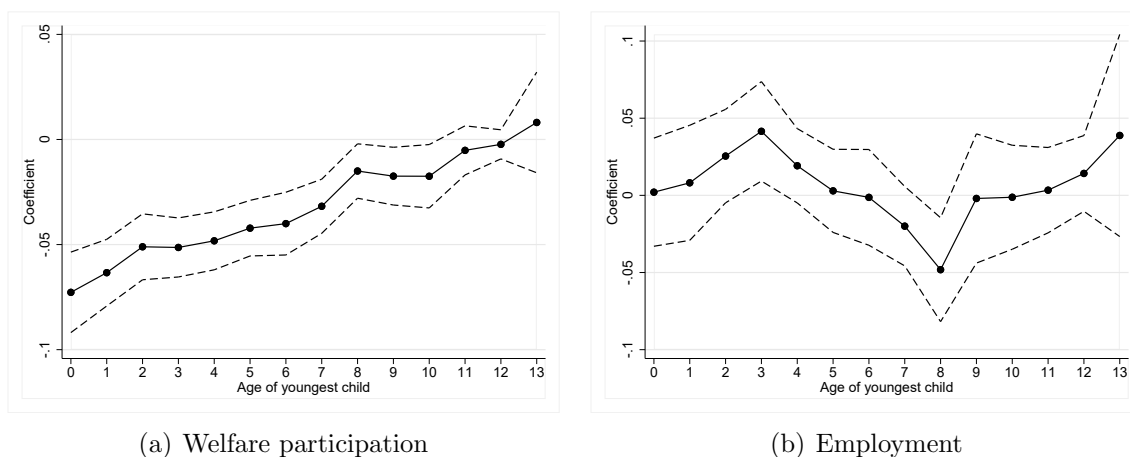 .05
0
-.05
-.1
Coefficient
0 1 2 3 4 5 6 7 8 9 10 11 12 13
Age of youngest child
(a) Welfare participation
.1
.05
0
-.05
-.1
Coefficient
0 1 2 3 4 5 6 7 8 9 10 11 12 13
Age of youngest child
(b) Employment